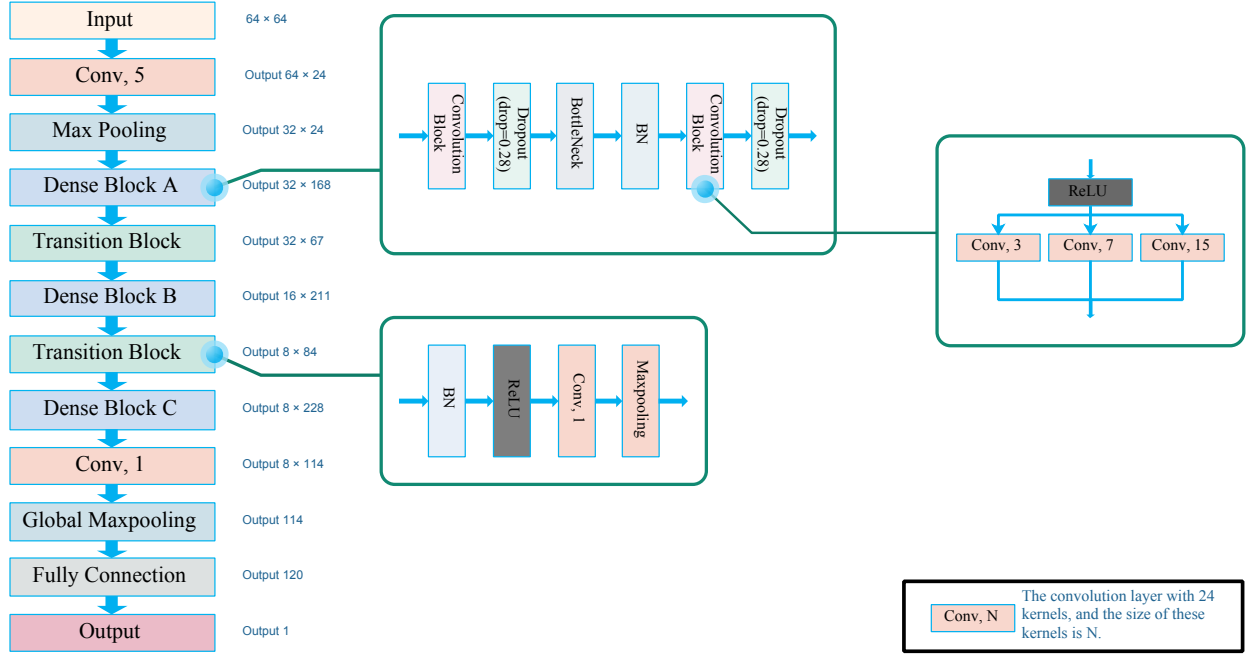 Input
64 × 64
Conv, 5
Output 64 × 24
Max Pooling
Output 32 × 24
Dense Block A
Output 32 × 168
Transition Block
Output 32 × 67
Dense Block B
Output 16 × 211
Transition Block
Output 8 × 84
Dense Block C
Output 8 × 228
Conv, 1
Output 8 × 114
Global Maxpooling
Output 114
Fully Connection
Output 120
Output
Output 1
Convolution
Block
Dropout
(drop=0.28)
BottleNeck
BN
Convolution
Block
Dropout
(drop=0.28)
ReLU
Conv, 3
Conv, 7
Conv, 15
BN
ReLU
Conv, 1
Maxpooling
Conv, N
The convolution layer with 24
kernels, and the size of these
kernels is N.